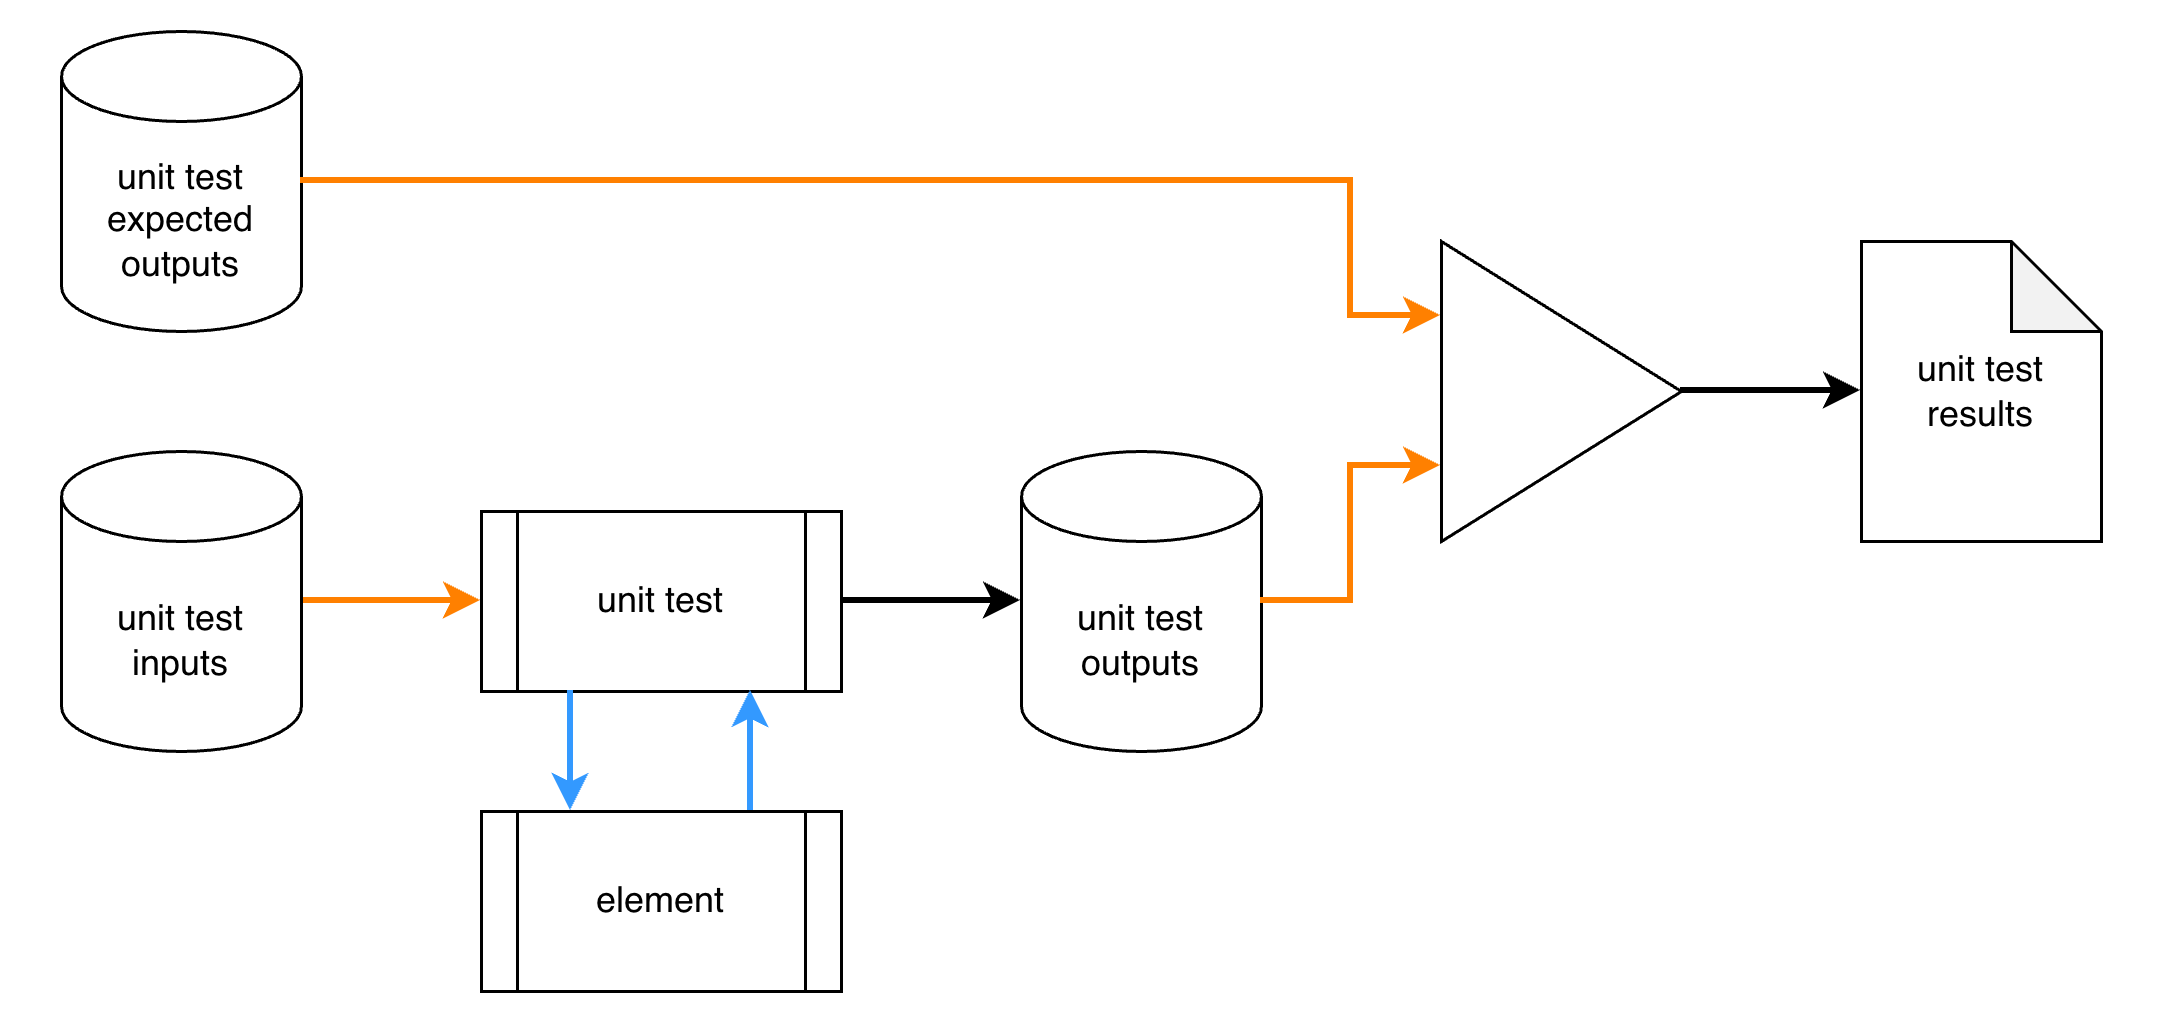 unit test
expected
outputs
unit test
results
unit test
inputs
unit test
unit test
outputs
element